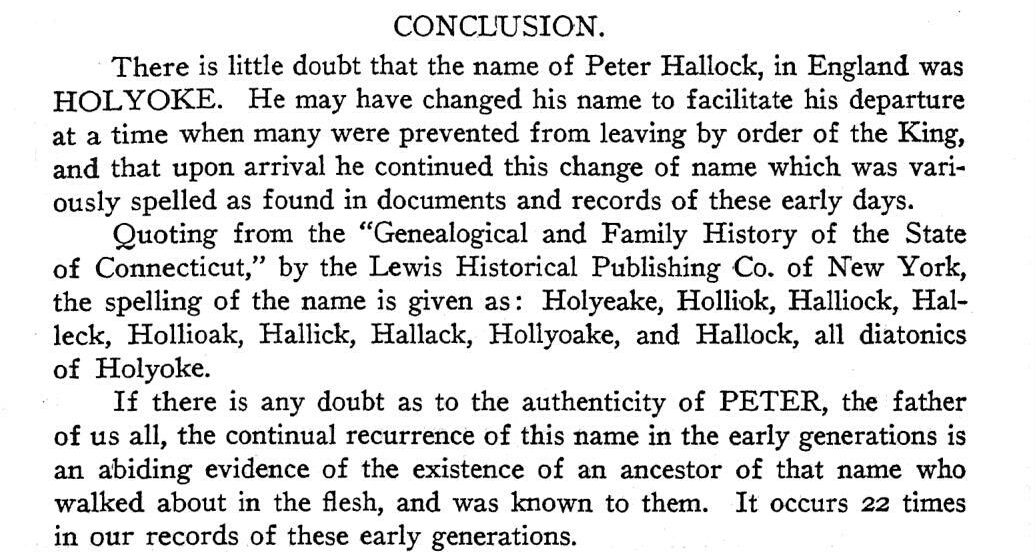 CONCLUSION.
There is little doubt that the name of Peter Hallock, in England was
HOLYOKE. He may have changed his name to facilitate his departure
at a time when many were prevented from leaving by order of the King,
and that upon arrival he continued this change of name which was vari-
ously spelled as found in documents and records of these early days.
Quoting from the “Genealogical and Family History of the State
of Connecticut,” by the Lewis Historical Publishing Co. of New York,
the spelling of the name is given as: Holyeake, Holliok, Halliock, Hal-
leck, Hollioak, Hallick, Hallack, Hollyoake, and Hallock, all diatonics
of Holyoke.
If there is any doubt as to the authenticity of PETER, the father
of us all, the continual recurrence of this name in the early generations is
an abiding evidence of the existence of an ancestor of that name who
walked about in the flesh, and was known to them. It occurs 22 times
in our records of these early generations.